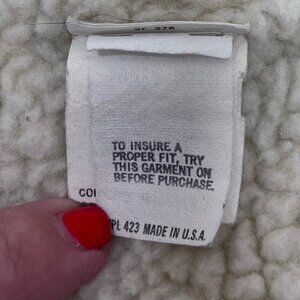 TO INSURE A
PROPER FIT, TRY
THIS GARMENT ON
BEFORE PURCHASE.
PL 423 MADE IN U.S.A.